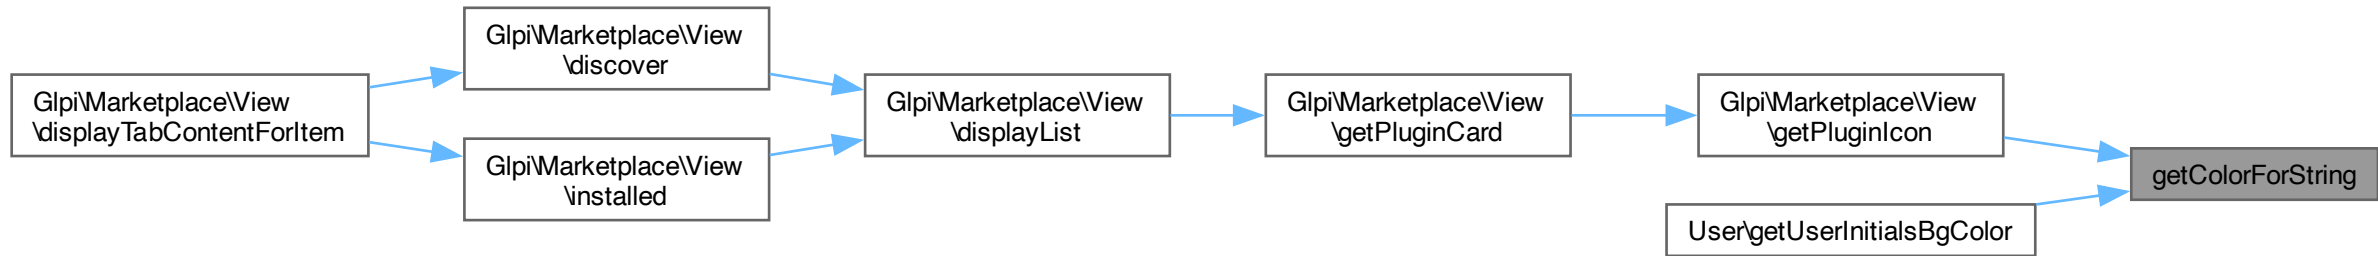 Glpi\Marketplace\View
\displayTabContentForItem
Glpi\Marketplace\View
\discover
Glpi\Marketplace\View
\installed
Glpi\Marketplace\View
\displayList
Glpi\Marketplace\View
\getPluginCard
Glpi\Marketplace\View
\getPluginIcon
User\getUserInitialsBgColor
getColorForString